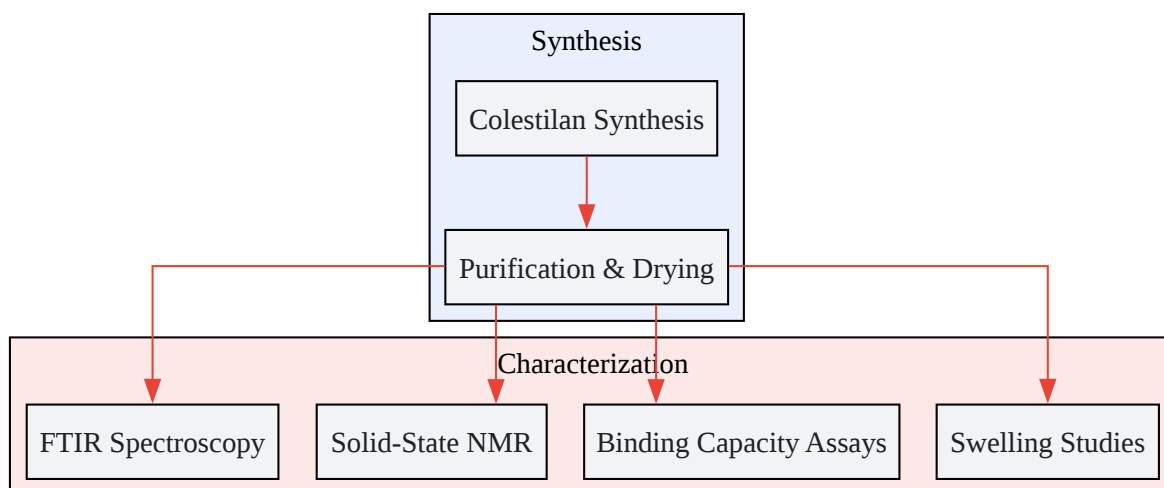 Synthesis
Colestilan Synthesis
Purification & Drying
Characterization
FTIR Spectroscopy
Solid-State NMR
Binding Capacity Assays
Swelling Studies